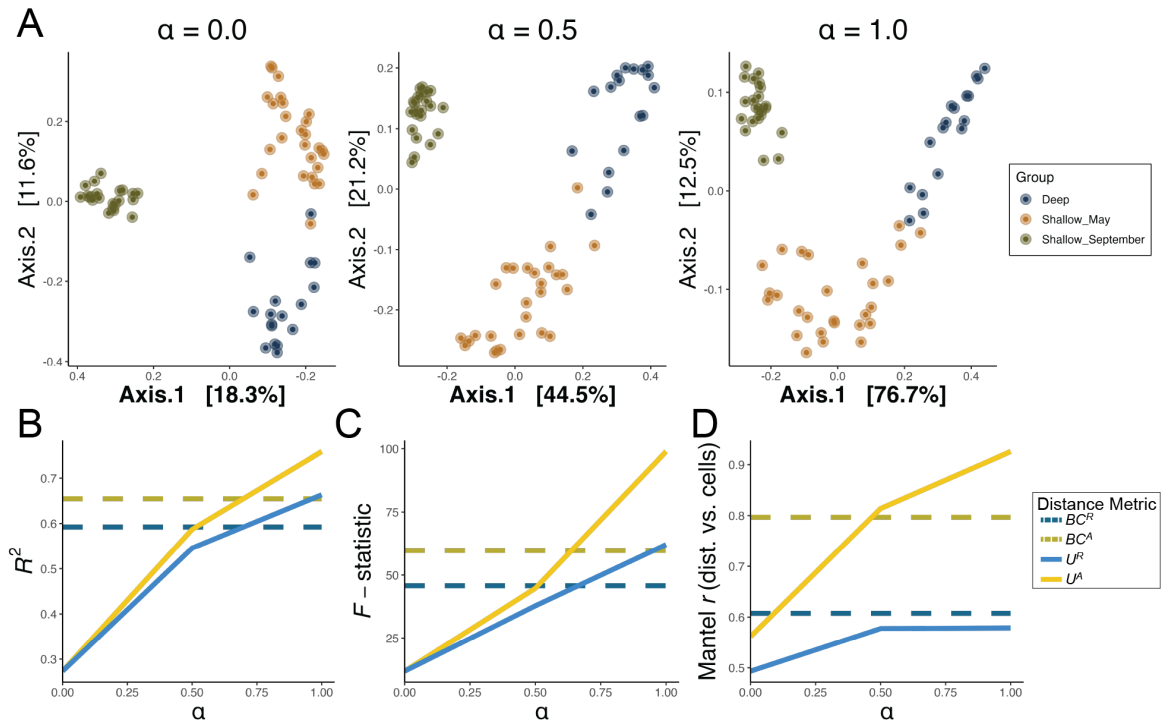 A
α = 0.0
α = 0.5
α = 1.0
Axis.2 [11.6%]
0.2
0.0
-0.2
-0.4
0.4
0.2
0.0
-0.2
Axis.1 [18.3%]
Axis.2 [21.2%]
0.2
0.1
0.0
-0.1
-0.2
-0.2
0.0
0.2
0.4
Axis.1 [44.5%]
Axis.2 [12.5%]
0.1
0.0
-0.1
-0.2
0.0
0.2
0.4
Axis.1 [76.7%]
Group
Deep
Shallow_May
Shallow_September
B
R²
0.7
0.6
0.5
0.4
0.3
0.00
0.25
0.50
0.75
1.00
α
C
F − statistic
100
75
50
25
0.00
0.25
0.50
0.75
1.00
α
D
Mantel r (dist. vs. cells)
0.9
0.8
0.7
0.6
0.5
0.00
0.25
0.50
0.75
1.00
α
Distance Metric
BCᴿ
BCᴬ
Uᴿ
Uᴬ